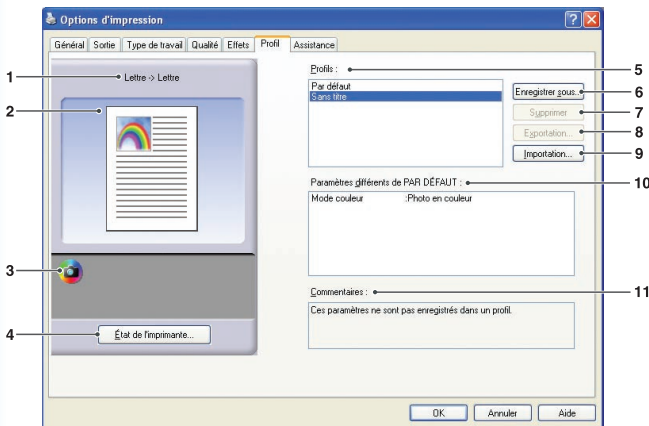 Options d'impression
Général Sortie Type de travail Qualité Effets Profil Assistance
1 Lettre -> Lettre
2
3
4 État de l'imprimante...
Profils : 5
Par défaut
Sans titre
Enregistrer sous... 6
Supprimer 7
Exportation... 8
Importation... 9
Paramètres différents de PAR DÉFAUT : 10
Mode couleur :Photo en couleur
Commentaires : 11
Ces paramètres ne sont pas enregistrés dans un profil.
OK Annuler Aide